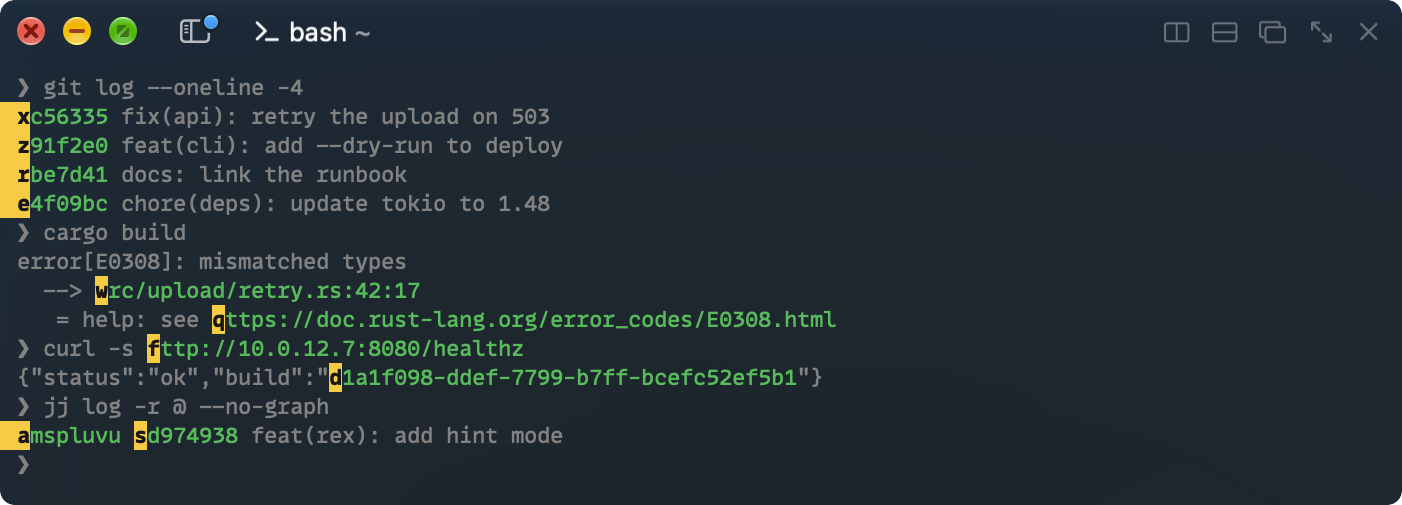 bash ~
❯ git log --oneline -4
xc56335 fix(api): retry the upload on 503
z91f2e0 feat(cli): add --dry-run to deploy
rbe7d41 docs: link the runbook
e4f09bc chore(deps): update tokio to 1.48
❯ cargo build
error[E0308]: mismatched types
  --> wrc/upload/retry.rs:42:17
   = help: see qttps://doc.rust-lang.org/error_codes/E0308.html
❯ curl -s fttp://10.0.12.7:8080/healthz
{"status":"ok","build":"d1a1f098-ddef-7799-b7ff-bcefc52ef5b1"}
❯ jj log -r @ --no-graph
amspluvu sd974938 feat(rex): add hint mode
❯